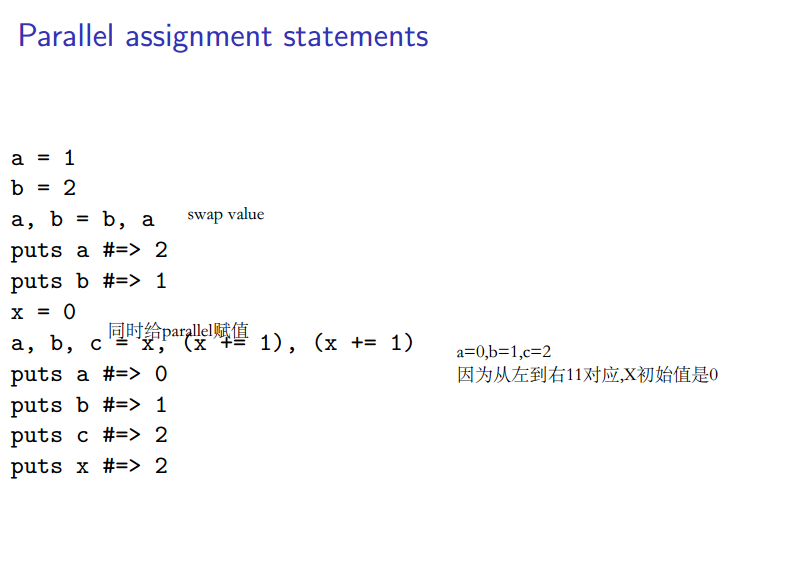 Parallel assignment statements
a = 1
b = 2
a, b = b, a
swap value
puts a #=> 2
puts b #=> 1
x = 0
同时给parallel赋值
a, b, c = x, (x += 1), (x += 1)
a=0,b=1,c=2
因为从左到右11对应,X初始值是0
puts a #=> 0
puts b #=> 1
puts c #=> 2
puts x #=> 2